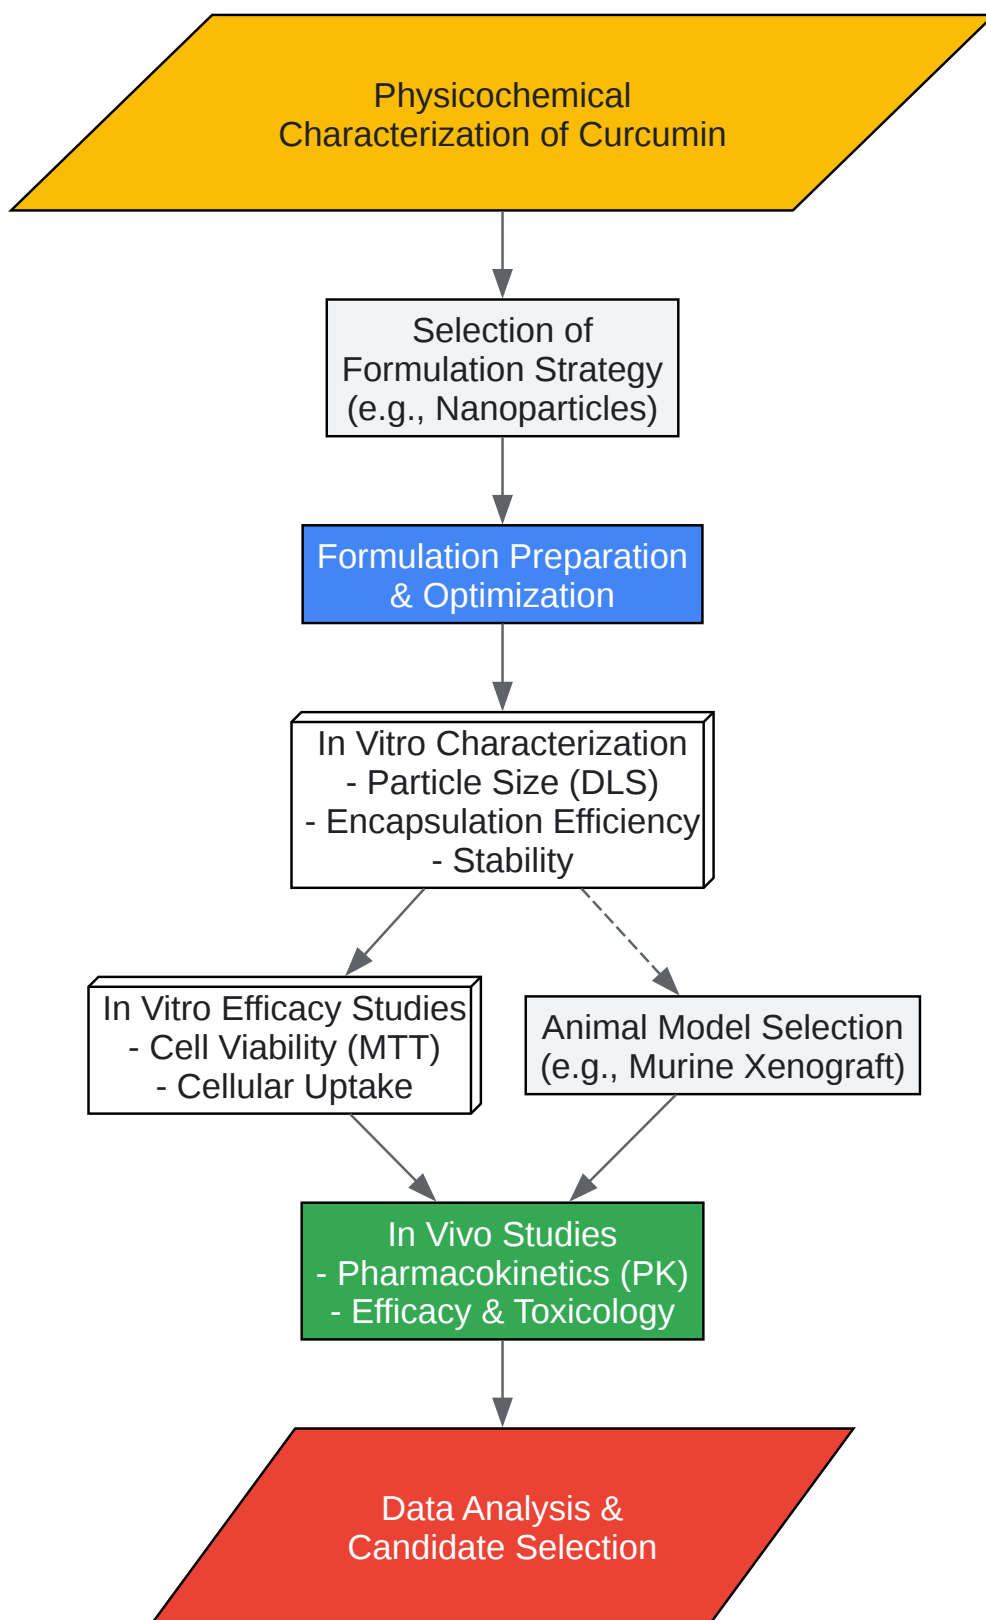 Physicochemical
Characterization of Curcumin
Selection of
Formulation Strategy
(e.g., Nanoparticles)
Formulation Preparation
& Optimization
In Vitro Characterization
- Particle Size (DLS)
- Encapsulation Efficiency
- Stability
In Vitro Efficacy Studies
- Cell Viability (MTT)
- Cellular Uptake
Animal Model Selection
(e.g., Murine Xenograft)
In Vivo Studies
- Pharmacokinetics (PK)
- Efficacy & Toxicology
Data Analysis &
Candidate Selection